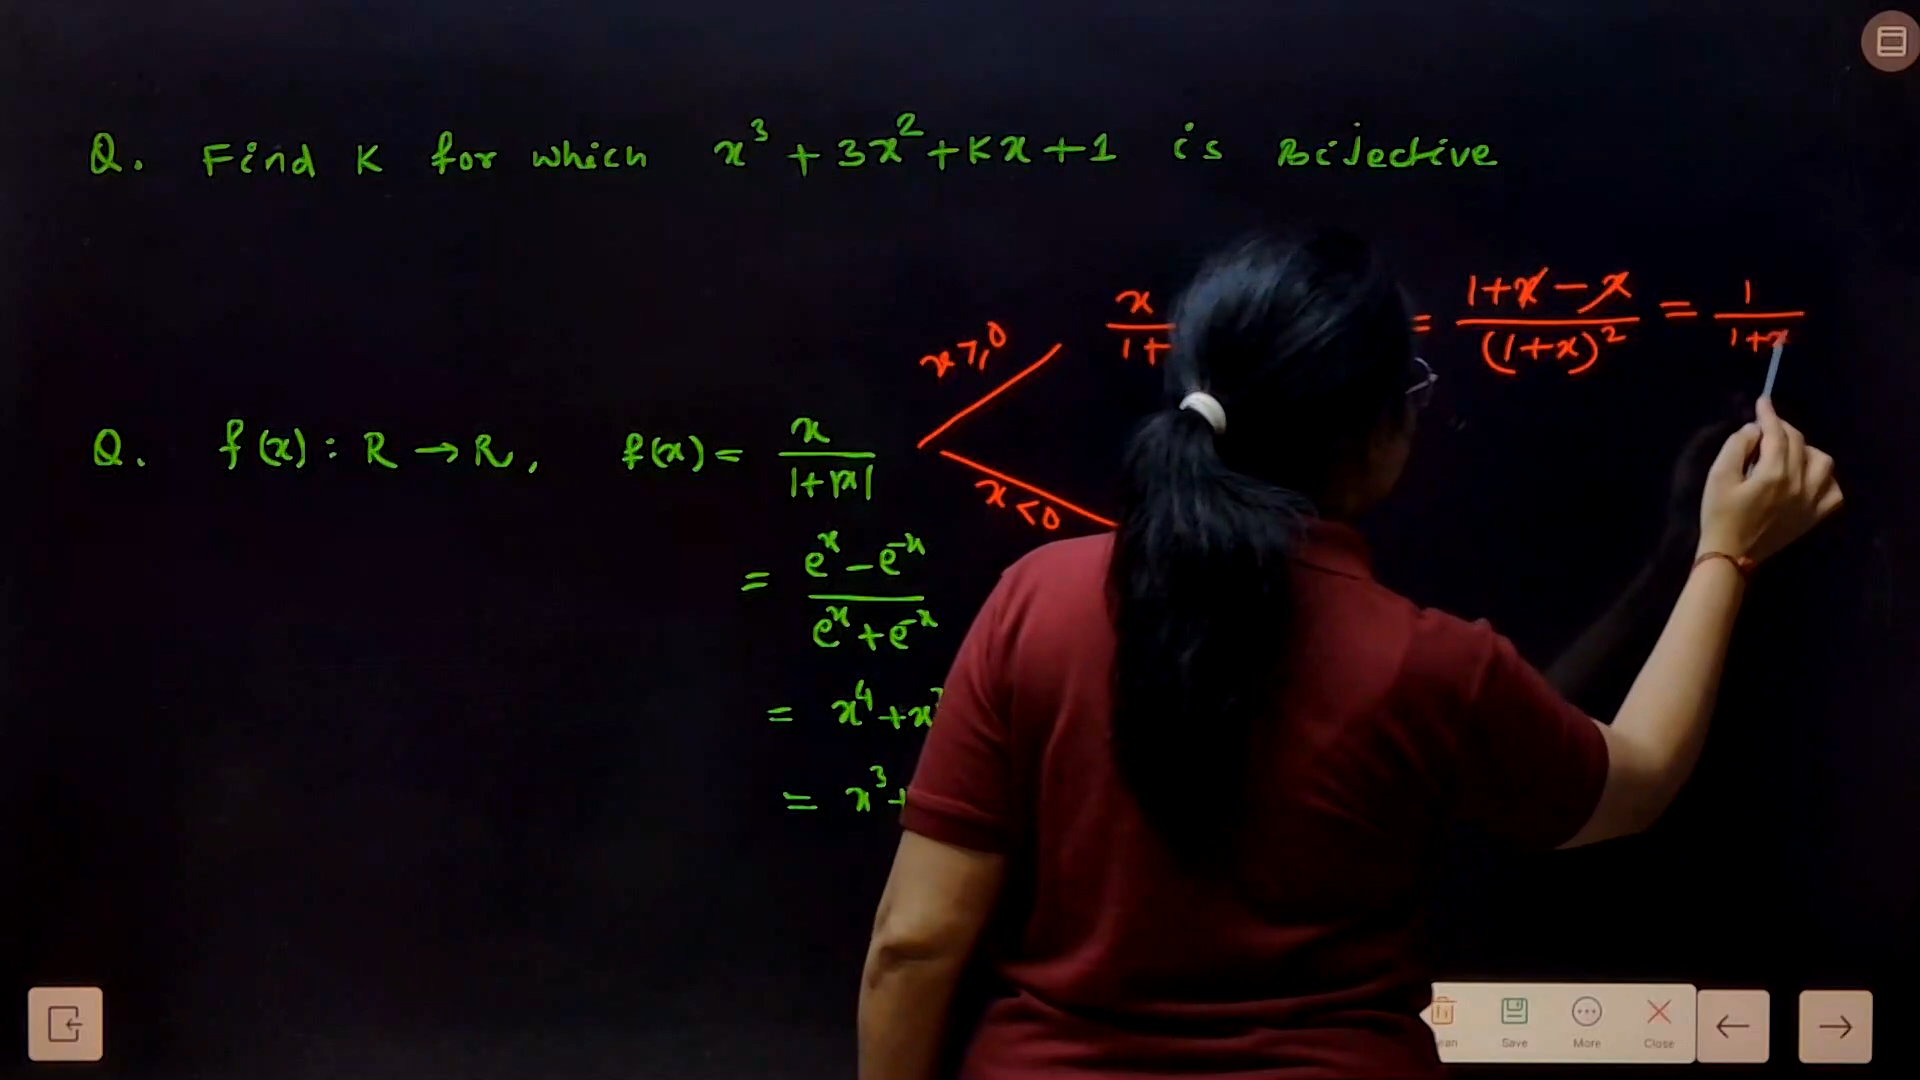 Q. Find K for which x³ + 3x² + Kx + 1 is Bijective
x ≥ 0
x / 1+ = 1+x-x / (1+x)² = 1 / 1+x
Q. f(x) : R → R, f(x) = x / 1+|x|
x < 0
= eˣ - e⁻ˣ / eˣ + e⁻ˣ
= x⁴ +
= x³ +
Save More Close